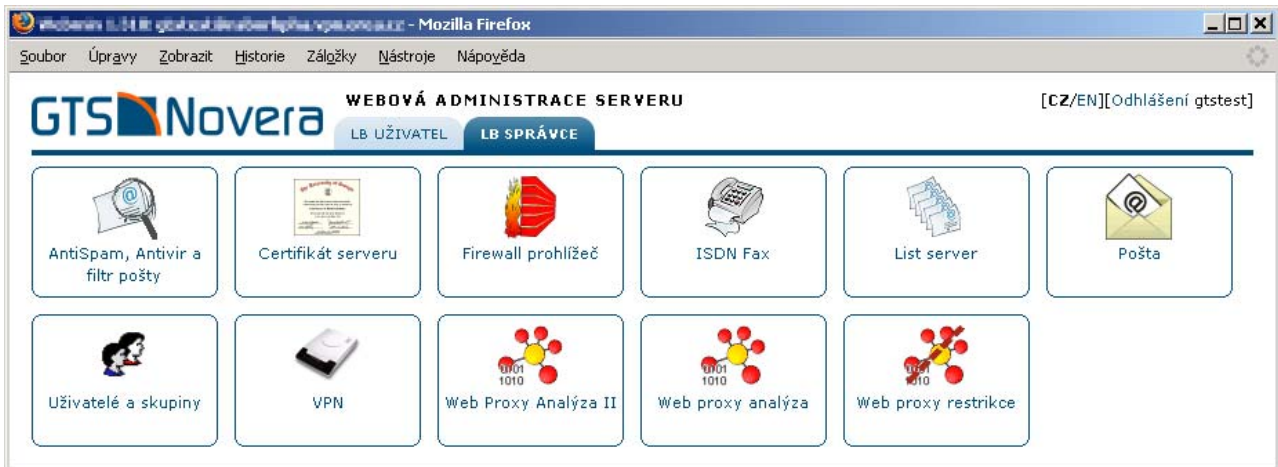 - Mozilla Firefox
Soubor Úpravy Zobrazit Historie Záložky Nástroje Nápověda
GTS Novera
WEBOVÁ ADMINISTRACE SERVERU
[CZ/EN][Odhlášení gtstest]
LB UŽIVATEL LB SPRÁVCE
AntiSpam, Antivir a
filtr pošty
Certifikát serveru
Firewall prohlížeč
ISDN Fax
List server
Pošta
Uživatelé a skupiny
VPN
Web Proxy Analýza II
Web proxy analýza
Web proxy restrikce